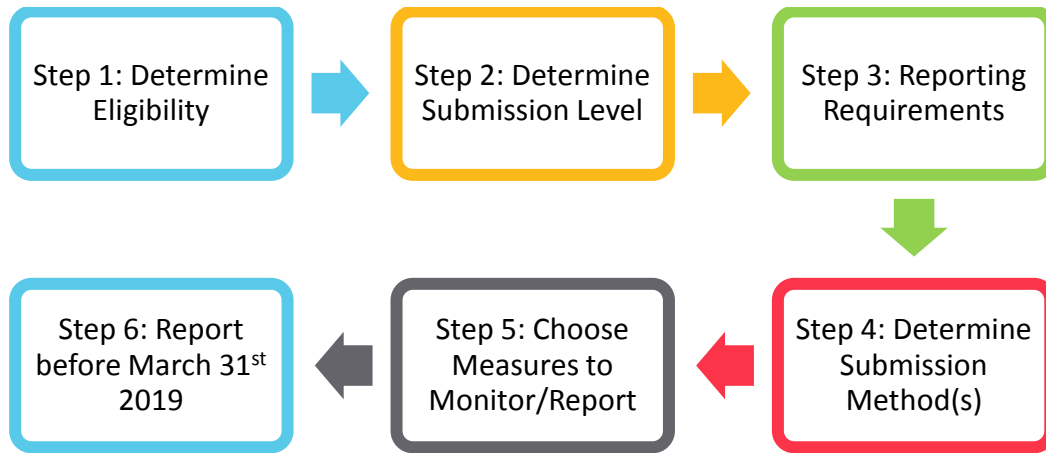 Step 1: Determine
Eligibility
Step 2: Determine
Submission Level
Step 3: Reporting
Requirements
Step 4: Determine
Submission
Method(s)
Step 5: Choose
Measures to
Monitor/Report
Step 6: Report
before March 31st
2019